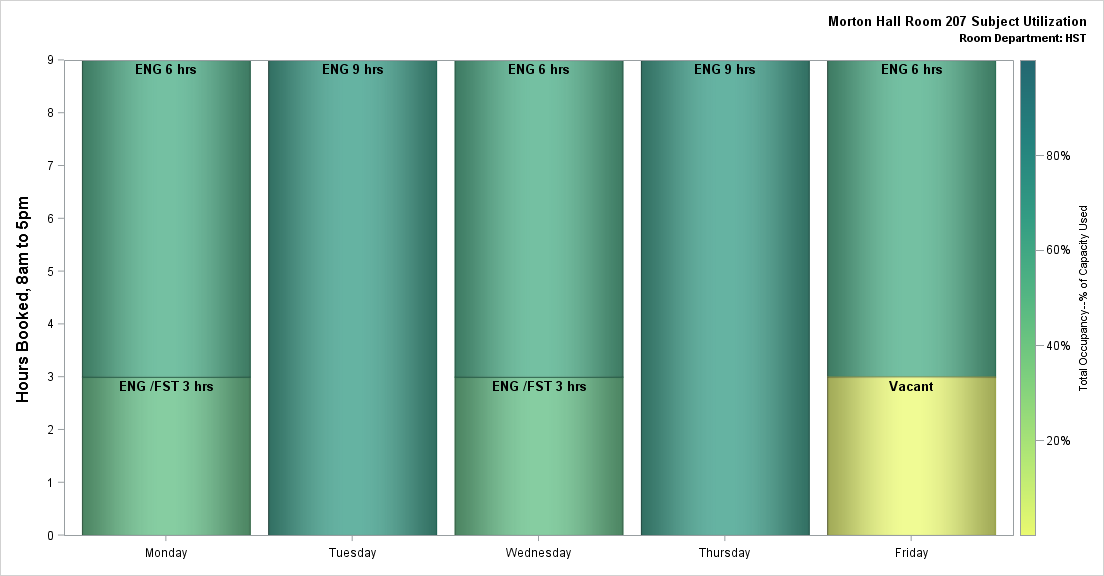 Morton Hall Room 207 Subject Utilization
Room Department: HST
Hours Booked, 8am to 5pm
9
8
7
6
5
4
3
2
1
0
ENG 6 hrs
ENG /FST 3 hrs
ENG 9 hrs
ENG 6 hrs
ENG /FST 3 hrs
ENG 9 hrs
ENG 6 hrs
Vacant
Monday
Tuesday
Wednesday
Thursday
Friday
80%
60%
40%
20%
Total Occupancy--% of Capacity Used